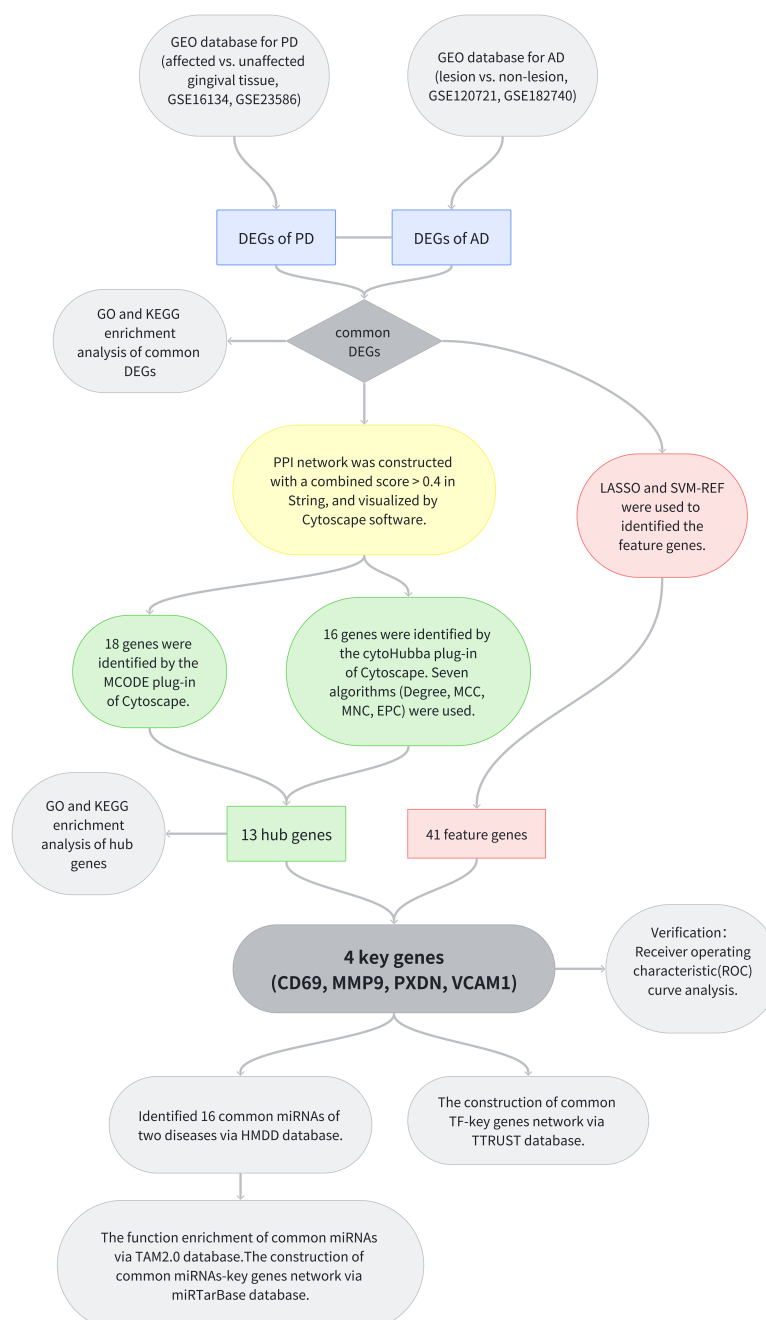 GEO database for PD
(affected vs. unaffected
gingival tissue,
GSE16134, GSE23586)
GEO database for AD
(lesion vs. non-lesion,
GSE120721, GSE182740)
DEGs of PD
DEGs of AD
GO and KEGG
enrichment
analysis of common
DEGs
common
DEGs
PPI network was constructed
with a combined score > 0.4 in
String, and visualized by
Cytoscape software.
LASSO and SVM-REF
were used to
identified the
feature genes.
18 genes were
identified by the
MCODE plug-in
of Cytoscape.
16 genes were identified by
the cytoHubba plug-in
of Cytoscape. Seven
algorithms (Degree, MCC,
MNC, EPC) were used.
GO and KEGG
enrichment
analysis of hub
genes
13 hub genes
41 feature genes
4 key genes
(CD69, MMP9, PXDN, VCAM1)
Verification：
Receiver operating
characteristic(ROC)
curve analysis.
Identified 16 common miRNAs of
two diseases via HMDD database.
The construction of common
TF-key genes network via
TTRUST database.
The function enrichment of common miRNAs
via TAM2.0 database.The construction of
common miRNAs-key genes network via
miRTarBase database.